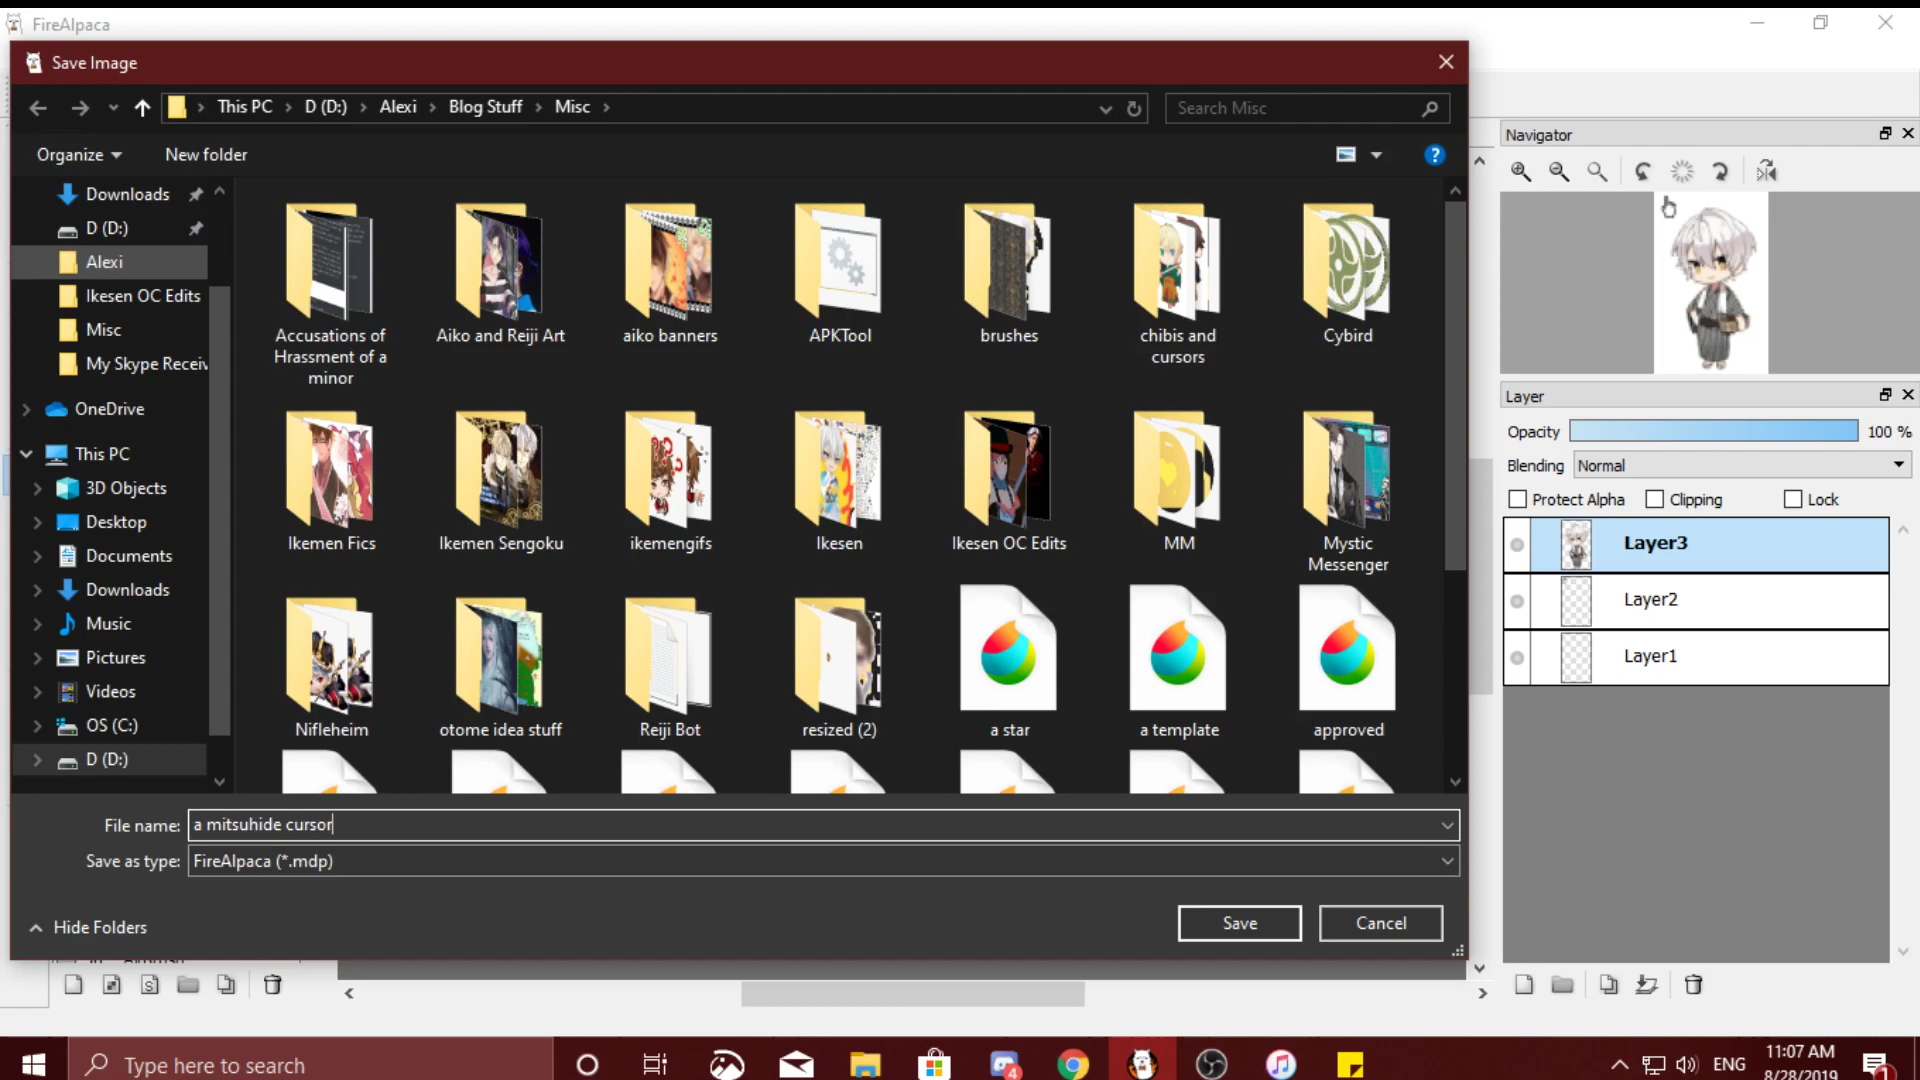 FireAlpaca
Save Image
This PC > D (D:) > Alexi > Blog Stuff > Misc >
Search Misc
Organize
New folder
Downloads
D (D:)
Alexi
Ikesen OC Edits
Misc
My Skype Receiv
OneDrive
This PC
3D Objects
Desktop
Documents
Downloads
Music
Pictures
Videos
OS (C:)
D (D:)
Accusations of
Hrassment of a
minor
Aiko and Reiji Art
aiko banners
APKTool
brushes
chibis and
cursors
Cybird
Ikemen Fics
Ikemen Sengoku
ikemengifs
Ikesen
Ikesen OC Edits
MM
Mystic
Messenger
Nifleheim
otome idea stuff
Reiji Bot
resized (2)
a star
a template
approved
File name: a mitsuhide cursor
Save as type: FireAlpaca (*.mdp)
Hide Folders
Save
Cancel
Navigator
Layer
Opacity 100 %
Blending Normal
Protect Alpha Clipping Lock
Layer3
Layer2
Layer1
Type here to search
4
ENG
11:07 AM
8/28/2019
1